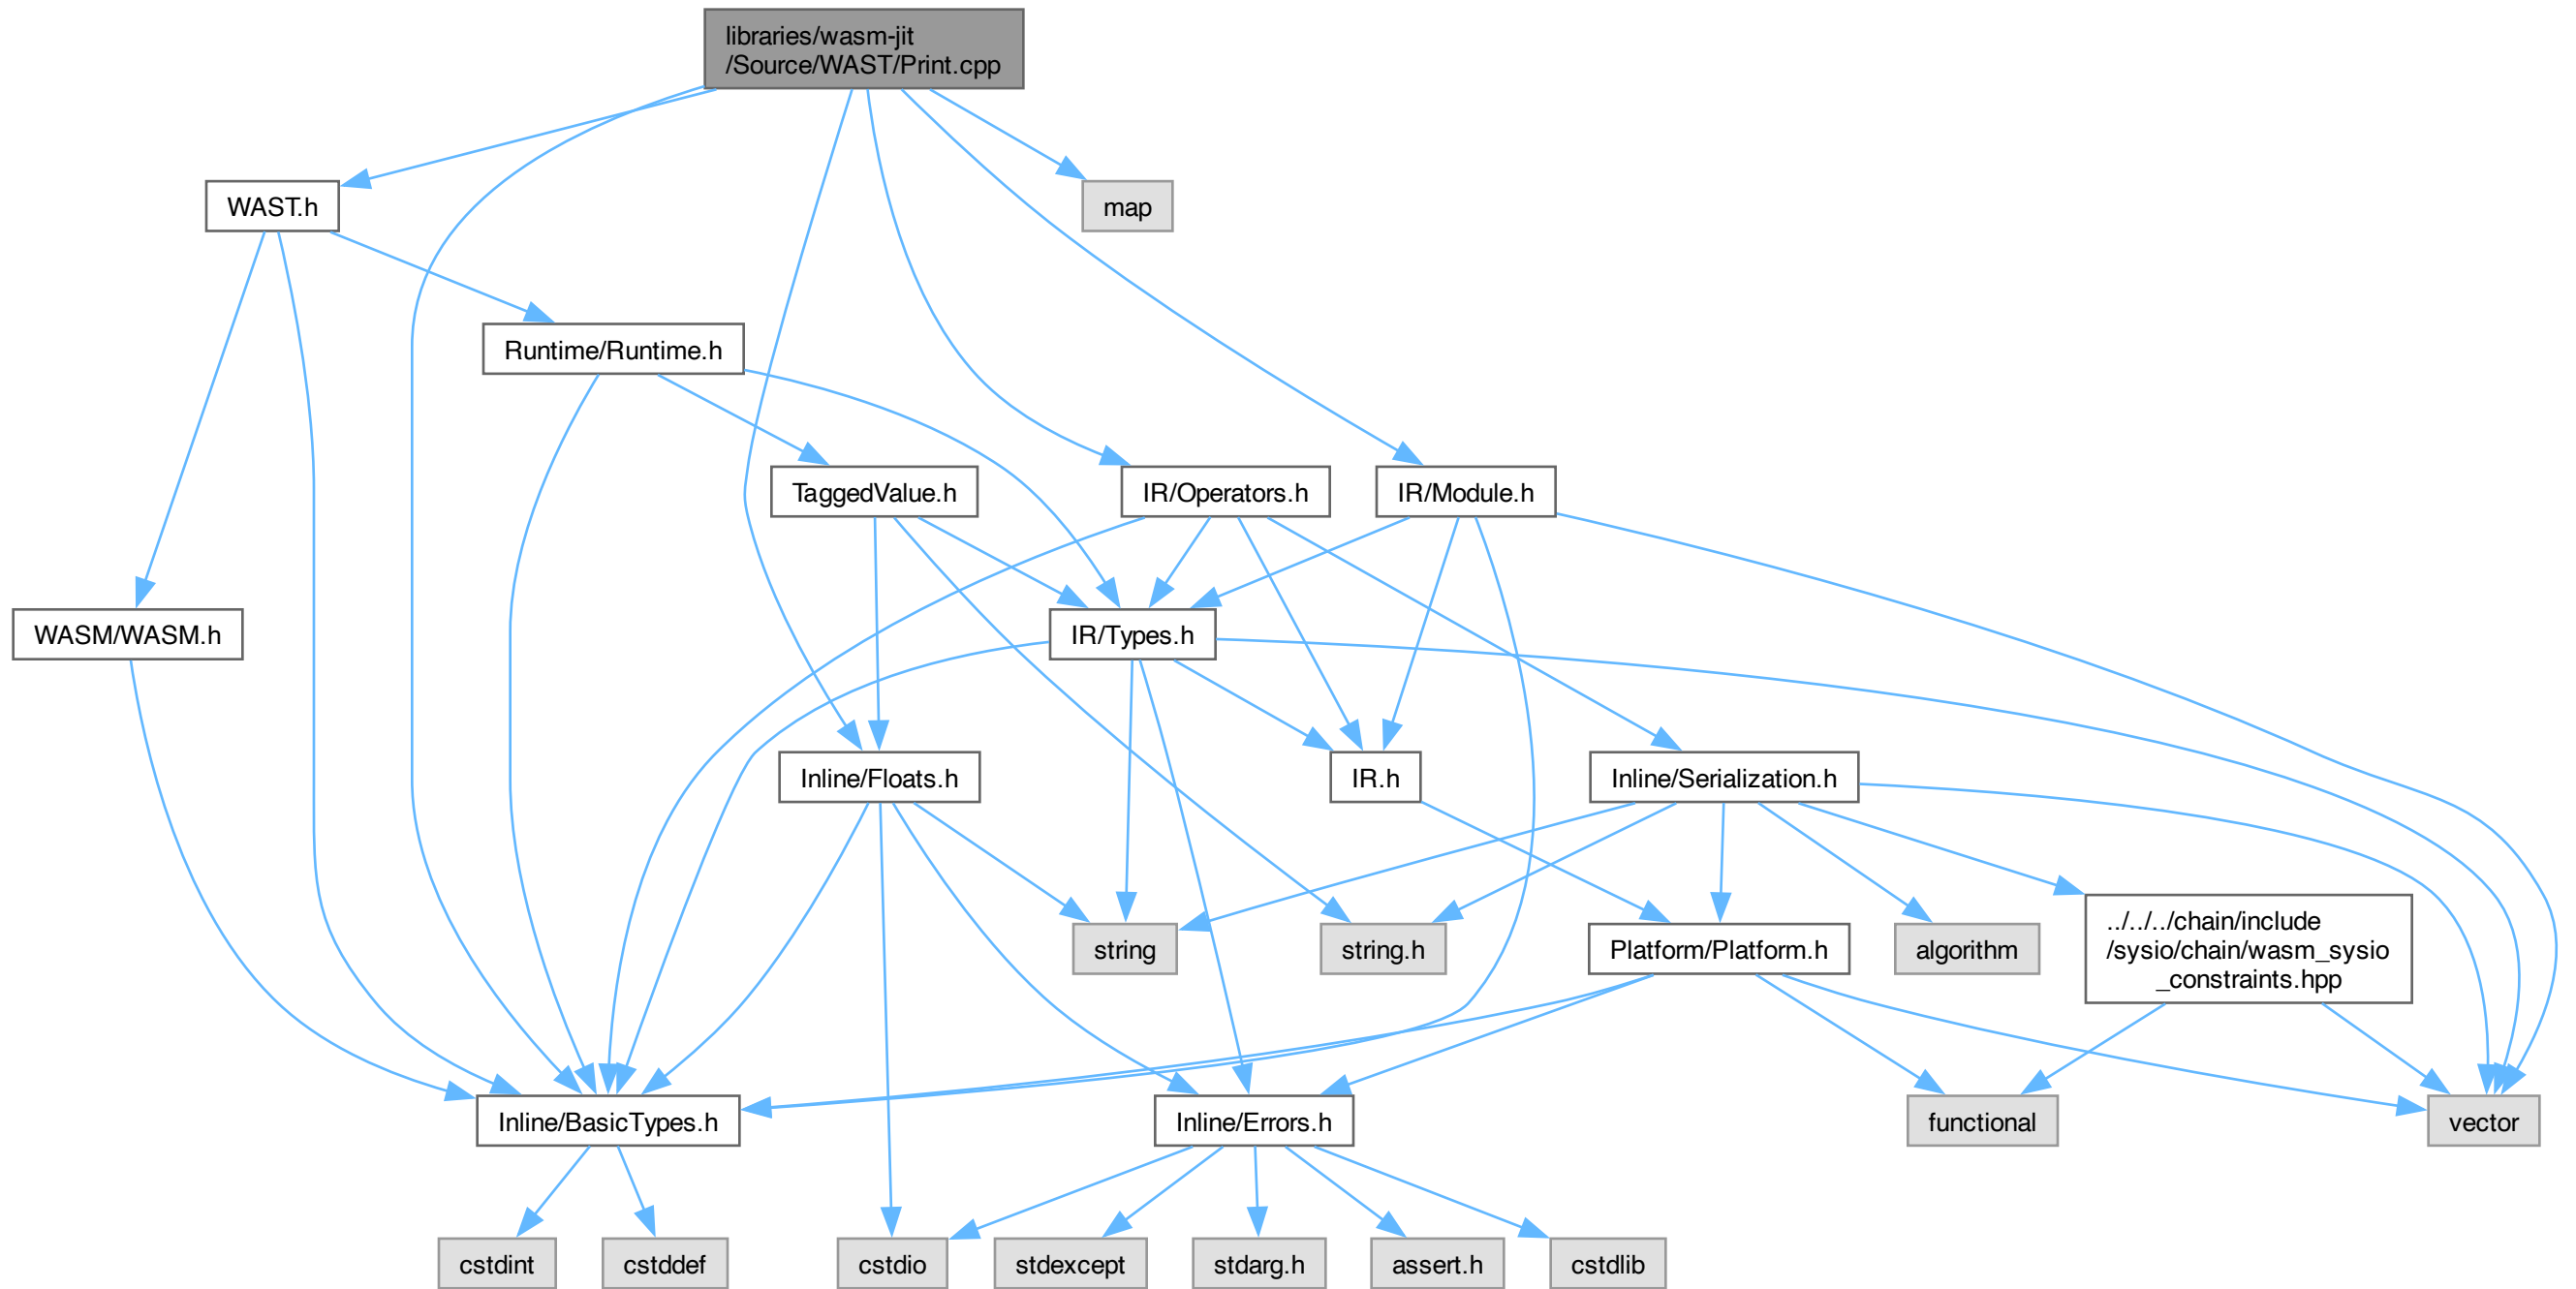 libraries/wasm-jit
/Source/WAST/Print.cpp
WAST.h
map
Runtime/Runtime.h
TaggedValue.h
IR/Operators.h
IR/Module.h
WASM/WASM.h
IR/Types.h
Inline/Floats.h
IR.h
Inline/Serialization.h
string
string.h
Platform/Platform.h
algorithm
../../../chain/include
/sysio/chain/wasm_sysio
_constraints.hpp
Inline/BasicTypes.h
Inline/Errors.h
functional
vector
cstdint
cstddef
cstdio
stdexcept
stdarg.h
assert.h
cstdlib